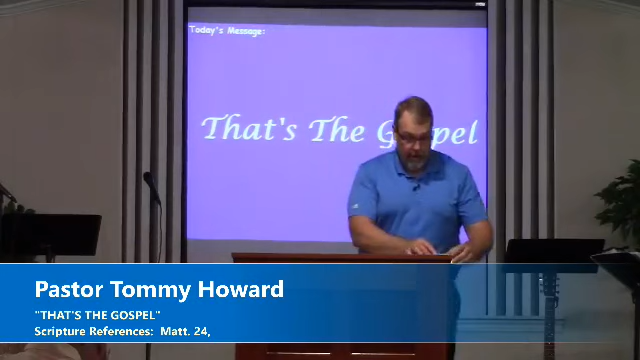 Today's Message:
That's The Gospel
Pastor Tommy Howard
"THAT'S THE GOSPEL"
Scripture References: Matt. 24,